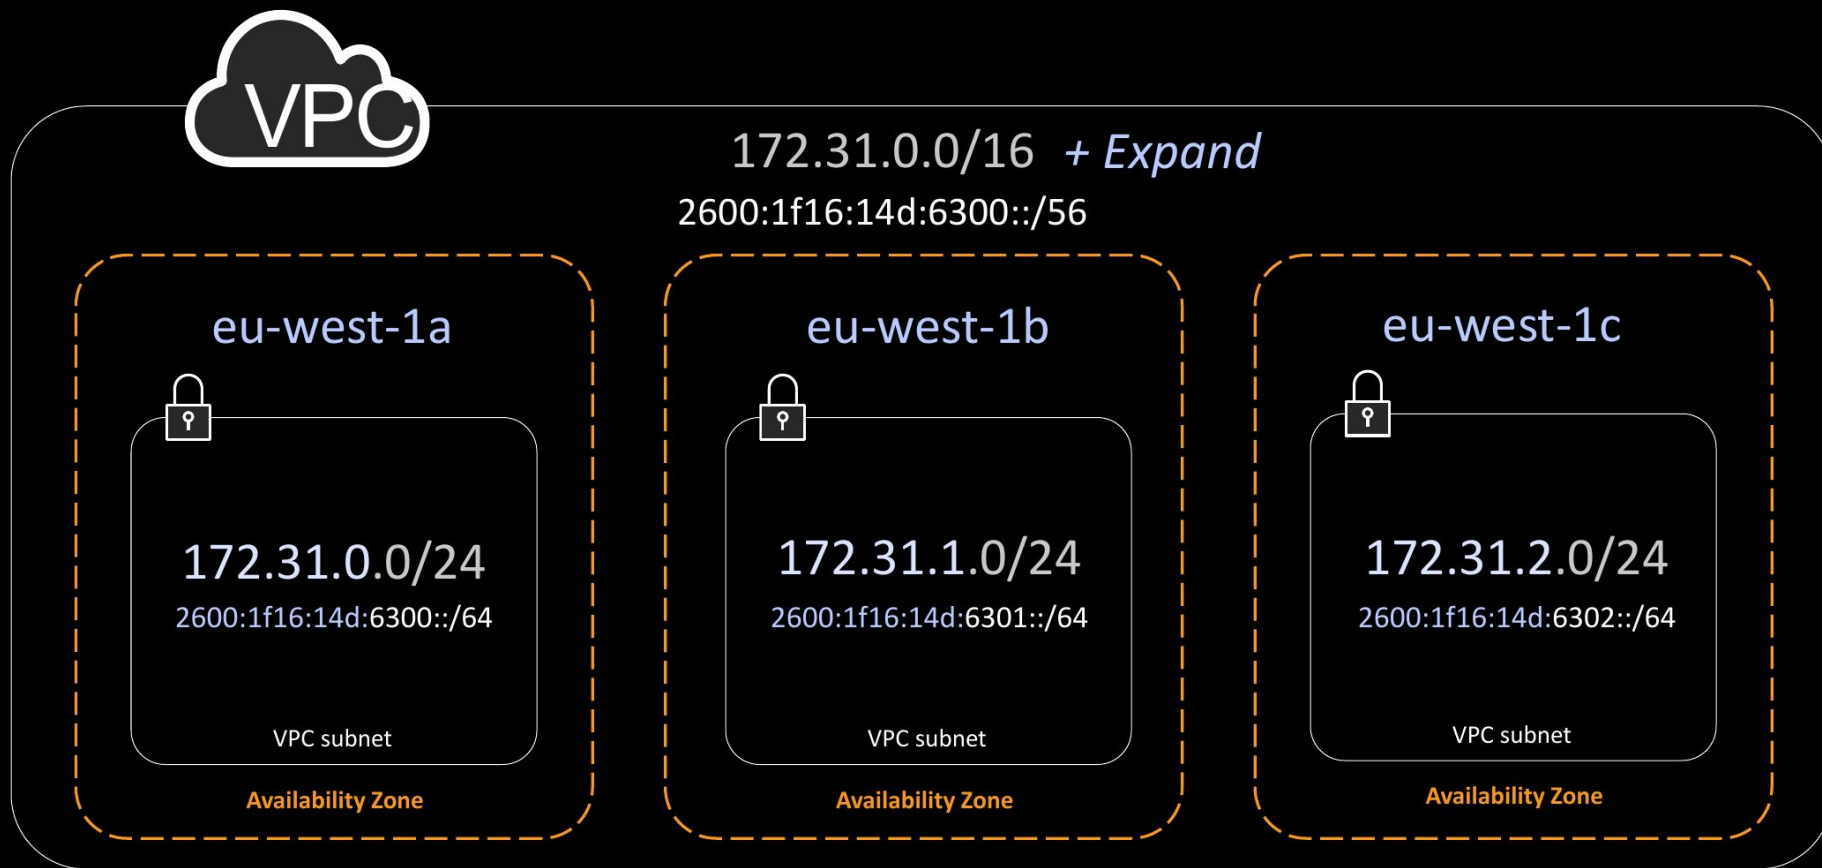 VPC
172.31.0.0/16 + Expand
2600:1f16:14d:6300::/56
eu-west-1a
172.31.0.0/24
2600:1f16:14d:6300::/64
VPC subnet
Availability Zone
eu-west-1b
172.31.1.0/24
2600:1f16:14d:6301::/64
VPC subnet
Availability Zone
eu-west-1c
172.31.2.0/24
2600:1f16:14d:6302::/64
VPC subnet
Availability Zone